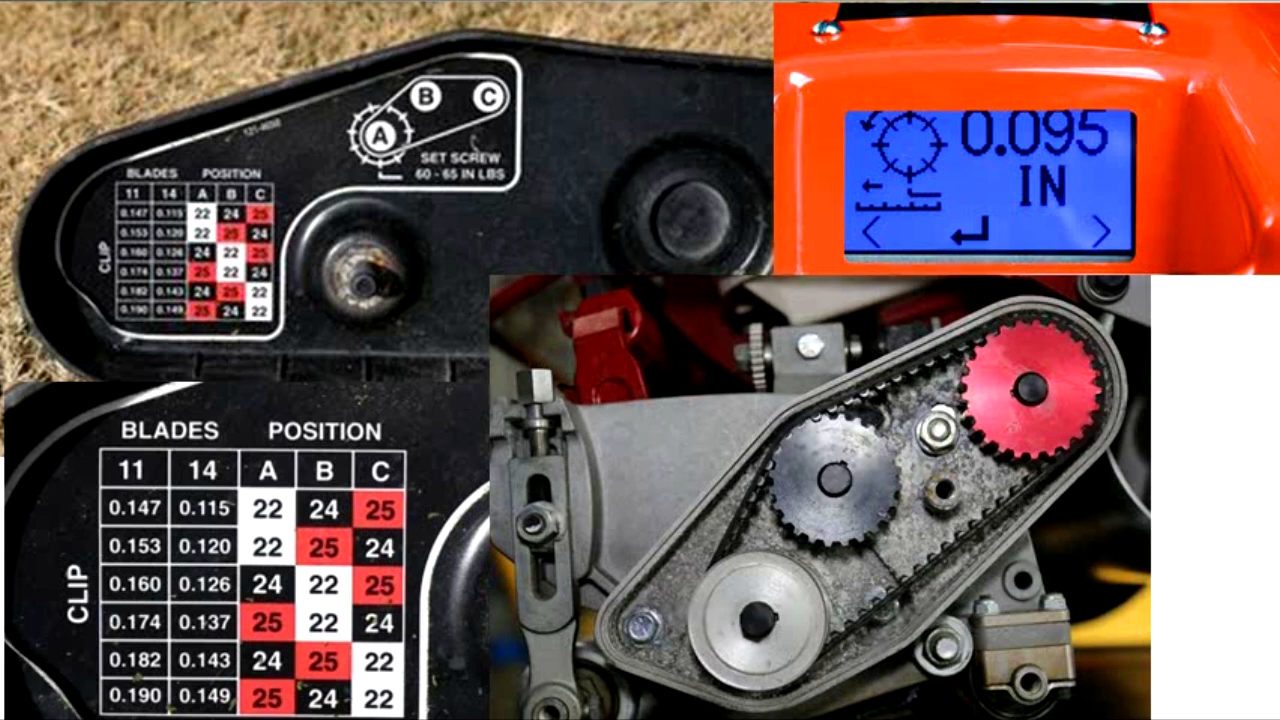 B C
A
SET SCREW
60 - 65 IN LBS
BLADES POSITION
11 14 A B C
0.147 0.115 22 24 25
0.153 0.120 22 25 24
0.160 0.126 24 22 25
0.174 0.137 25 22 24
0.182 0.143 24 25 22
0.190 0.149 25 24 22
CLIP
0.095
IN
BLADES POSITION
11 14 A B C
0.147 0.115 22 24 25
0.153 0.120 22 25 24
0.160 0.126 24 22 25
0.174 0.137 25 22 24
0.182 0.143 24 25 22
0.190 0.149 25 24 22
CLIP